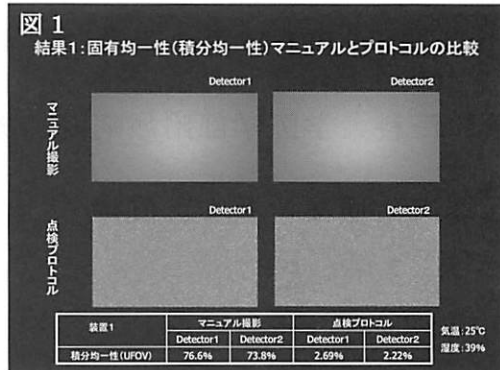 図1
結果1:固有均一性(積分均一性)マニュアルとプロトコルの比較
Detector1
Detector2
マニュアル撮影
Detector1
Detector2
点検プロトコル
装置1
マニュアル撮影
点検プロトコル
Detector1 Detector2 Detector1 Detector2
積分均一性(UFOV) 76.6% 73.8% 2.69% 2.22%
気温:25℃
湿度:39%